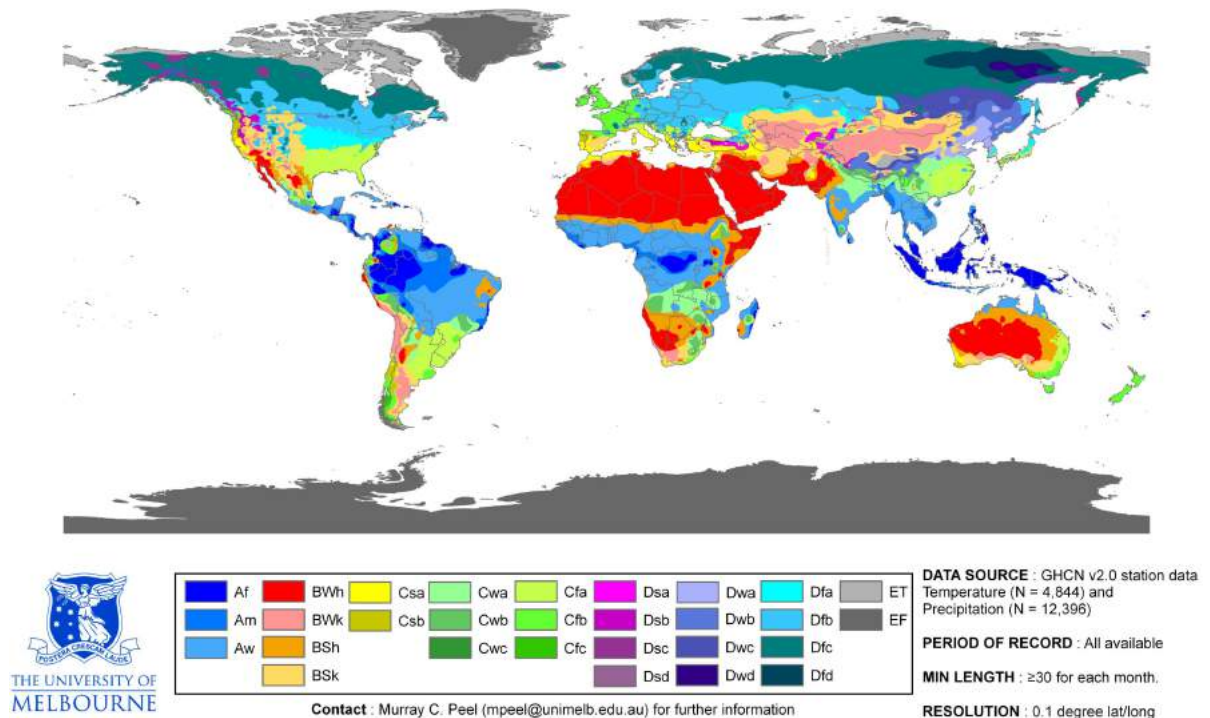 Af
Am
Aw
BWh
BWk
BSh
BSk
Csa
Csb
Cwa
Cwb
Cwc
Cfa
Cfb
Cfc
Dsa
Dsb
Dsc
Dsd
Dwa
Dwb
Dwc
Dwd
Dfa
Dfb
Dfc
Dfd
ET
EF
POSTERA CRESCAM LAUDE
THE UNIVERSITY OF
MELBOURNE
Contact : Murray C. Peel (mpeel@unimelb.edu.au) for further information
DATA SOURCE : GHCN v2.0 station data
Temperature (N = 4,844) and
Precipitation (N = 12,396)
PERIOD OF RECORD : All available
MIN LENGTH : ≥30 for each month.
RESOLUTION : 0.1 degree lat/long